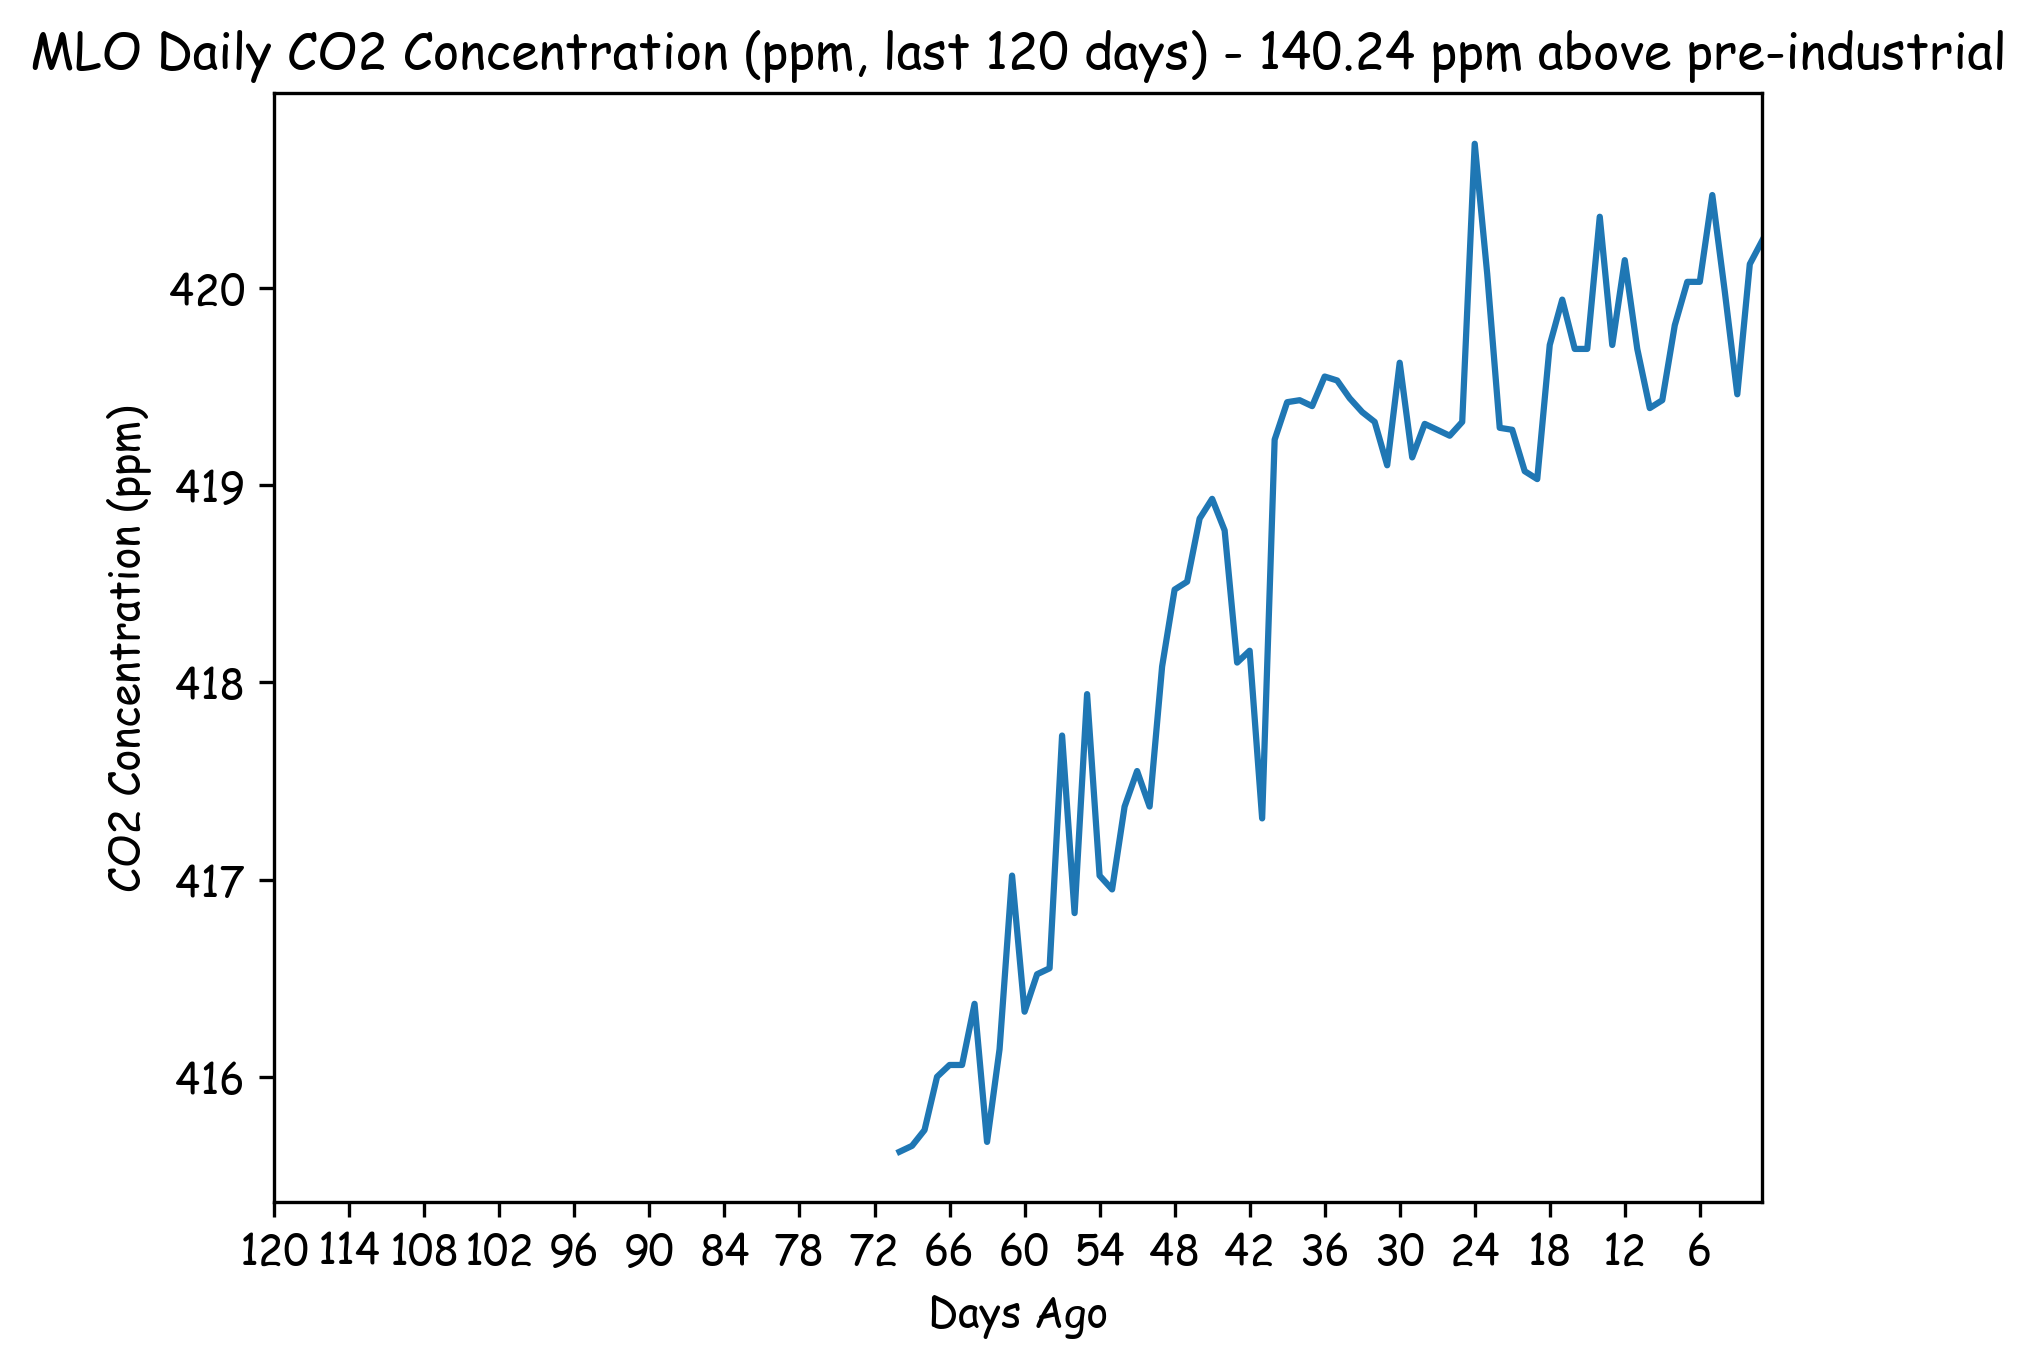 MLO Daily CO2 Concentration (ppm, last 120 days) - 140.24 ppm above pre-industrial
CO2 Concentration (ppm)
420
419
418
417
416
120 114 108 102 96 90 84 78 72 66 60 54 48 42 36 30 24 18 12 6
Days Ago